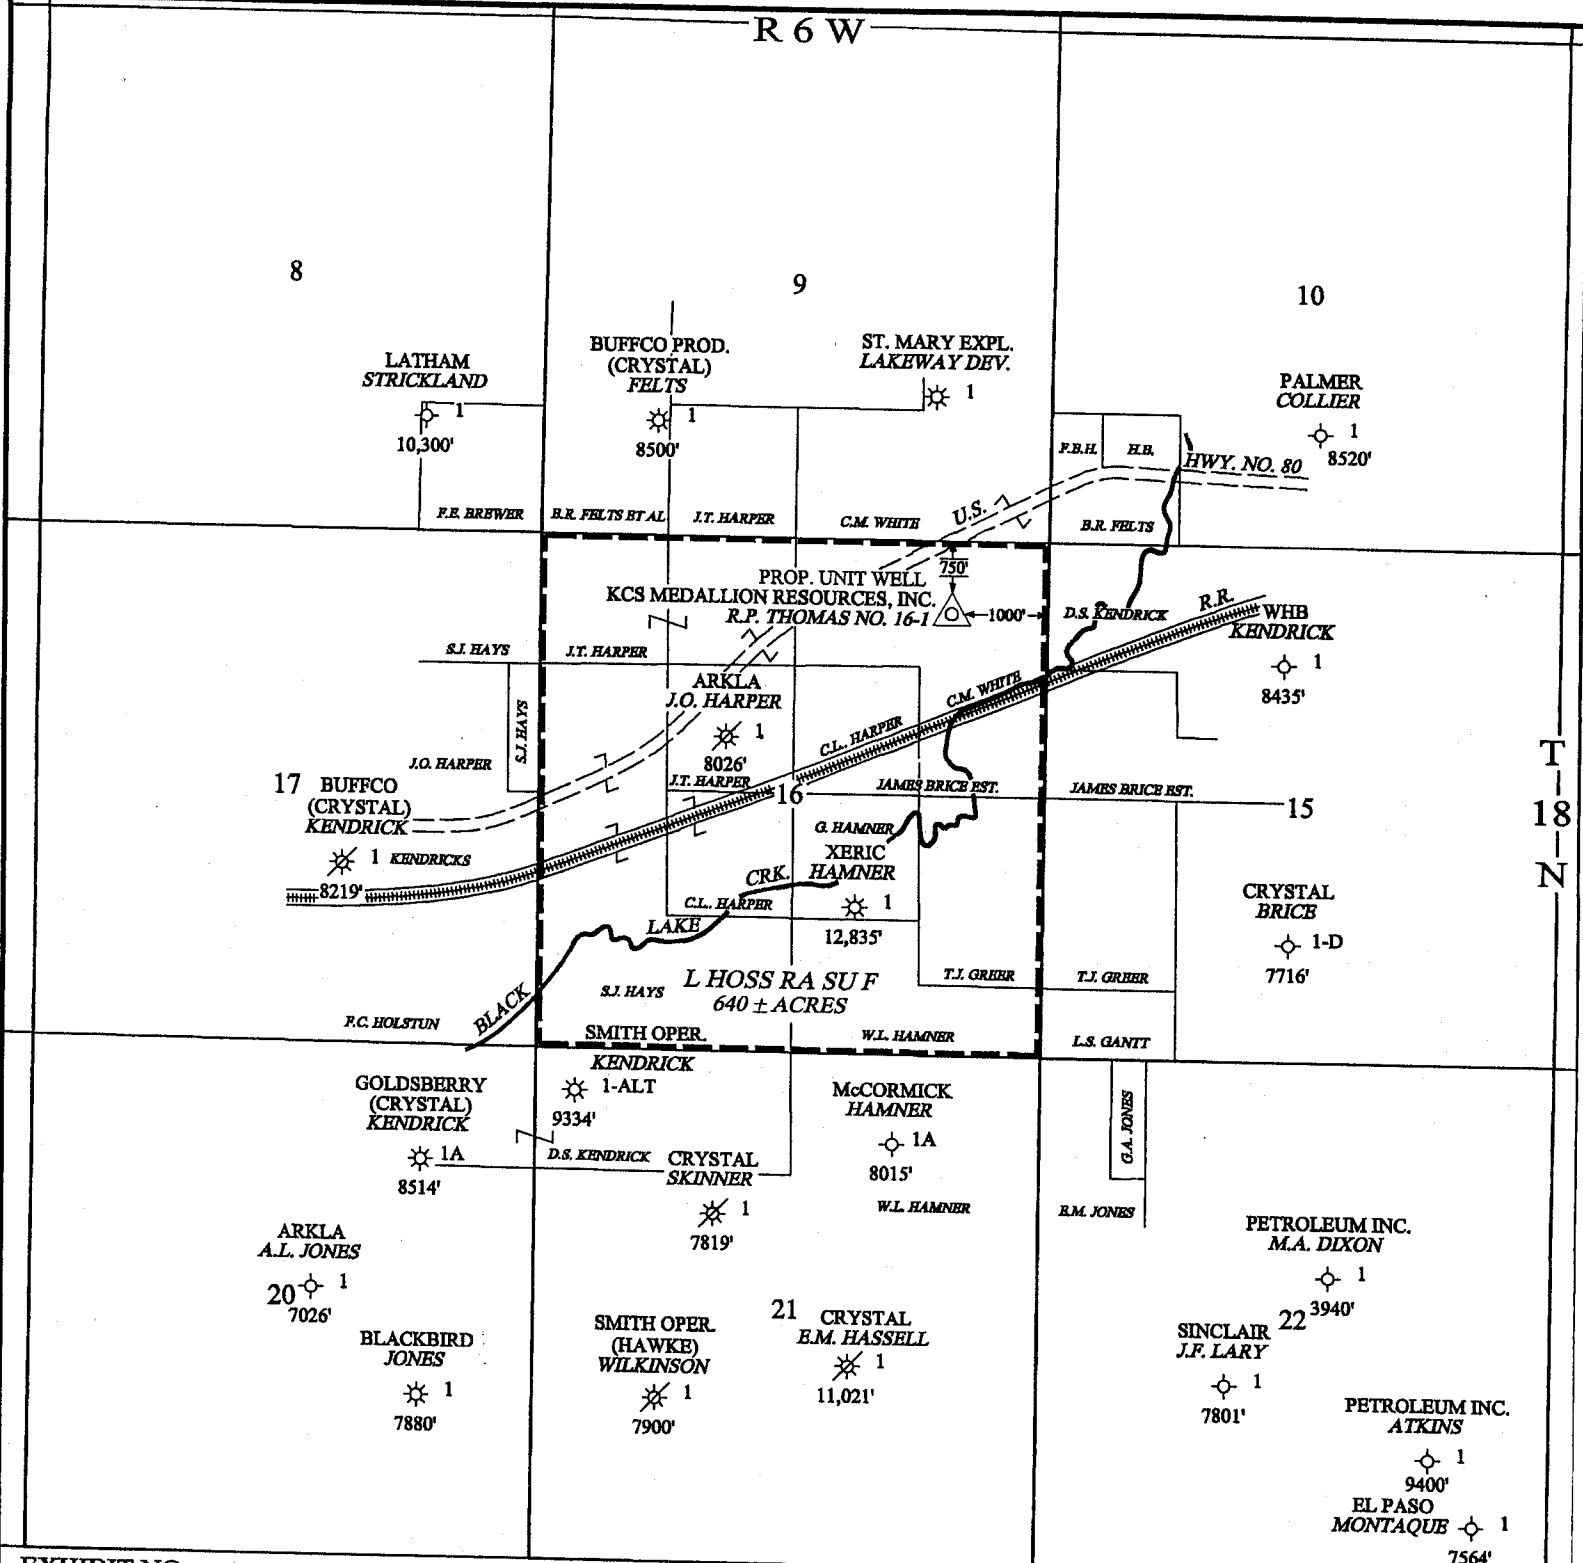 R 6 W
8
9
10
LATHAM
STRICKLAND
1
10,300'
BUFFCO PROD.
(CRYSTAL)
FELTS
1
8500'
ST. MARY EXPL.
LAKEWAY DEV.
1
PALMER
COLLIER
1
8520'
F.B.H.
H.B.
HWY. NO. 80
U.S.
F.E. BREWER
B.R. FELTS ET AL
J.T. HARPER
C.M. WHITE
B.R. FELTS
PROP. UNIT WELL
KCS MEDALLION RESOURCES, INC.
R.P. THOMAS NO. 16-1
750'
1000'
D.S. KENDRICK
R.R.
WHB
KENDRICK
1
8435'
S.J. HAYS
J.T. HARPER
S.J. HAYS
ARKLA
J.O. HARPER
1
8026'
C.M. WHITE
C.L. HARPER
J.O. HARPER
J.T. HARPER
16
JAMES BRICE EST.
JAMES BRICE EST.
15
T
18
N
17
BUFFCO
(CRYSTAL)
KENDRICK
1
KENDRICKS
8219'
G. HAMNER
XERIC
HAMNER
1
12,835'
CRK.
C.L. HARPER
LAKE
BLACK
CRYSTAL
BRICE
1-D
7716'
L HOSS RA SU F
640 ± ACRES
S.J. HAYS
T.J. GREER
T.J. GREER
F.C. HOLSTUN
SMITH OPER.
KENDRICK
1-ALT
9334'
W.L. HAMNER
L.S. GANTT
GOLDSBERRY
(CRYSTAL)
KENDRICK
1A
8514'
McCORMICK
HAMNER
1A
8015'
G.A. JONES
D.S. KENDRICK
CRYSTAL
SKINNER
1
7819'
W.L. HAMNER
B.M. JONES
ARKLA
A.L. JONES
20
1
7026'
PETROLEUM INC.
M.A. DIXON
1
3940'
22
BLACKBIRD
JONES
1
7880'
SMITH OPER.
(HAWKE)
WILKINSON
1
7900'
21
CRYSTAL
E.M. HASSELL
1
11,021'
SINCLAIR
J.F. LARY
1
7801'
PETROLEUM INC.
ATKINS
1
9400'
EL PASO
MONTAQUE
1
7564'
EXHIBIT NO.